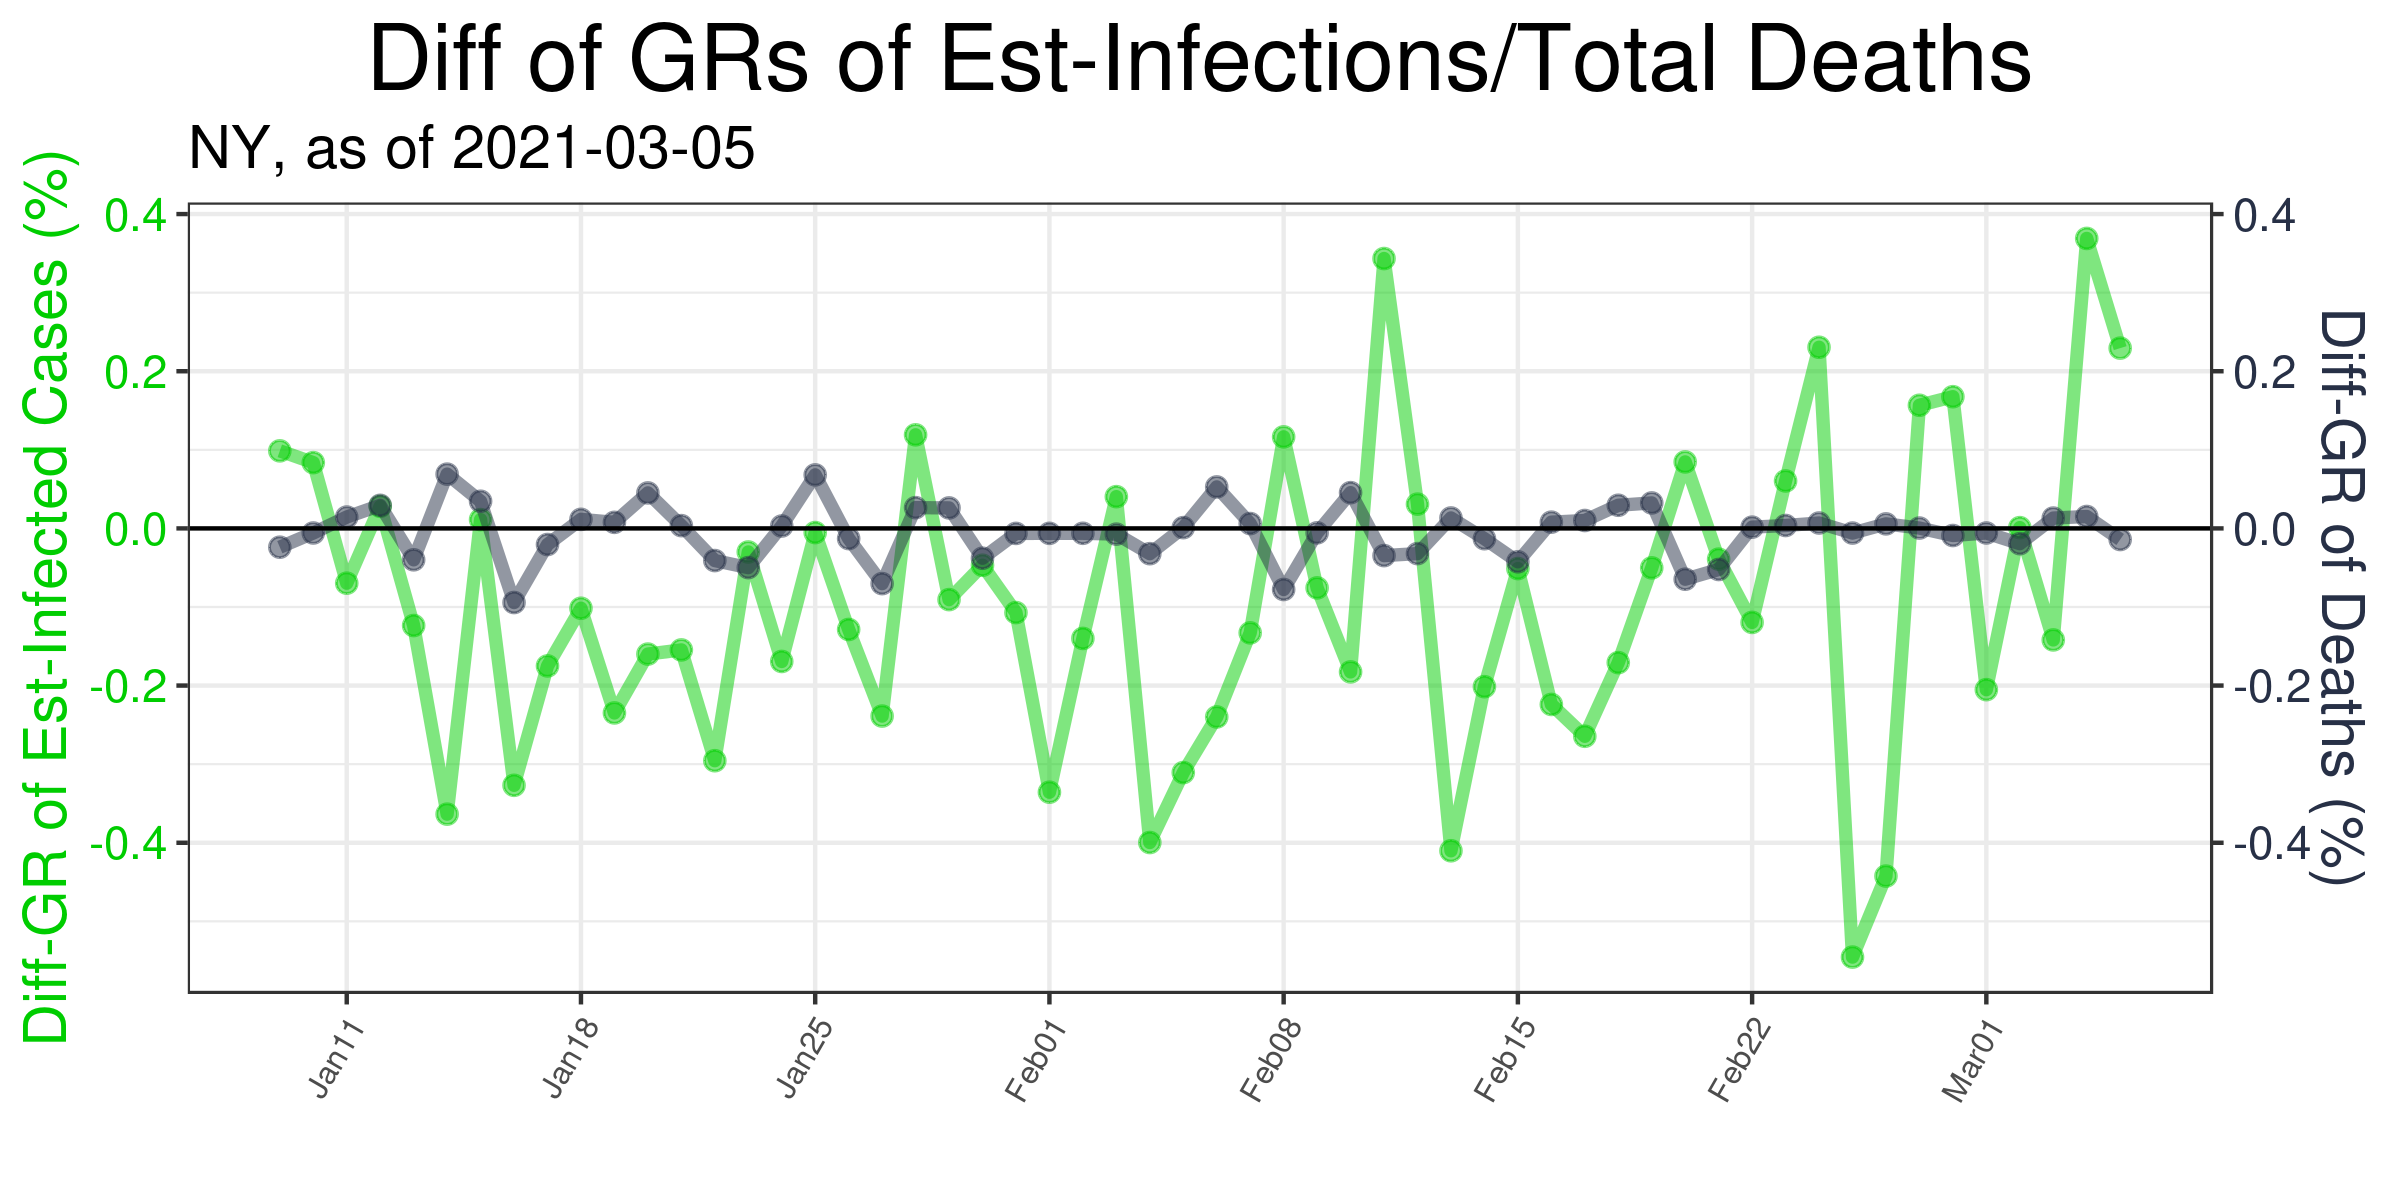 Diff of GRs of Est-Infections/Total Deaths
NY, as of 2021-03-05
Diff-GR of Est-Infected Cases (%)
0.4
0.2
0.0
-0.2
-0.4
0.4
0.2
0.0
-0.2
-0.4
Diff-GR of Deaths (%)
Jan11
Jan18
Jan25
Feb01
Feb08
Feb15
Feb22
Mar01